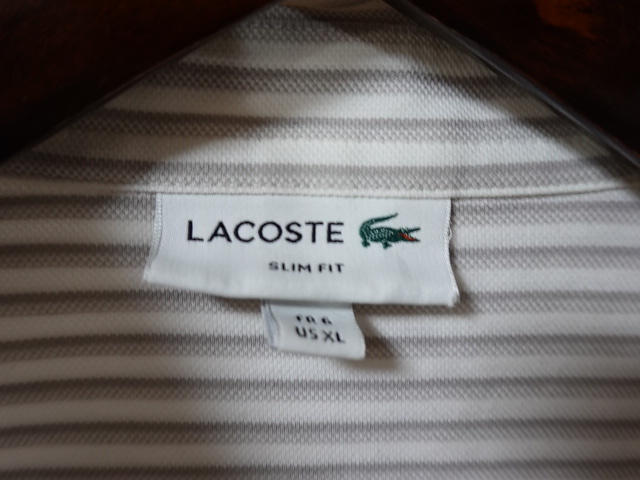 LACOSTE
SLIM FIT
FR 6
US XL